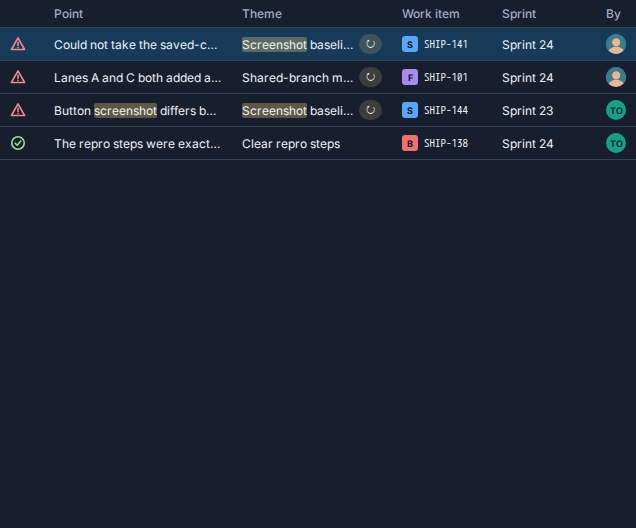 Point Theme Work item Sprint By
Could not take the saved-c... Screenshot baseli... S SHIP-141 Sprint 24
Lanes A and C both added a... Shared-branch m... F SHIP-101 Sprint 24
Button screenshot differs b... Screenshot baseli... S SHIP-144 Sprint 23 TO
The repro steps were exact... Clear repro steps B SHIP-138 Sprint 24 TO